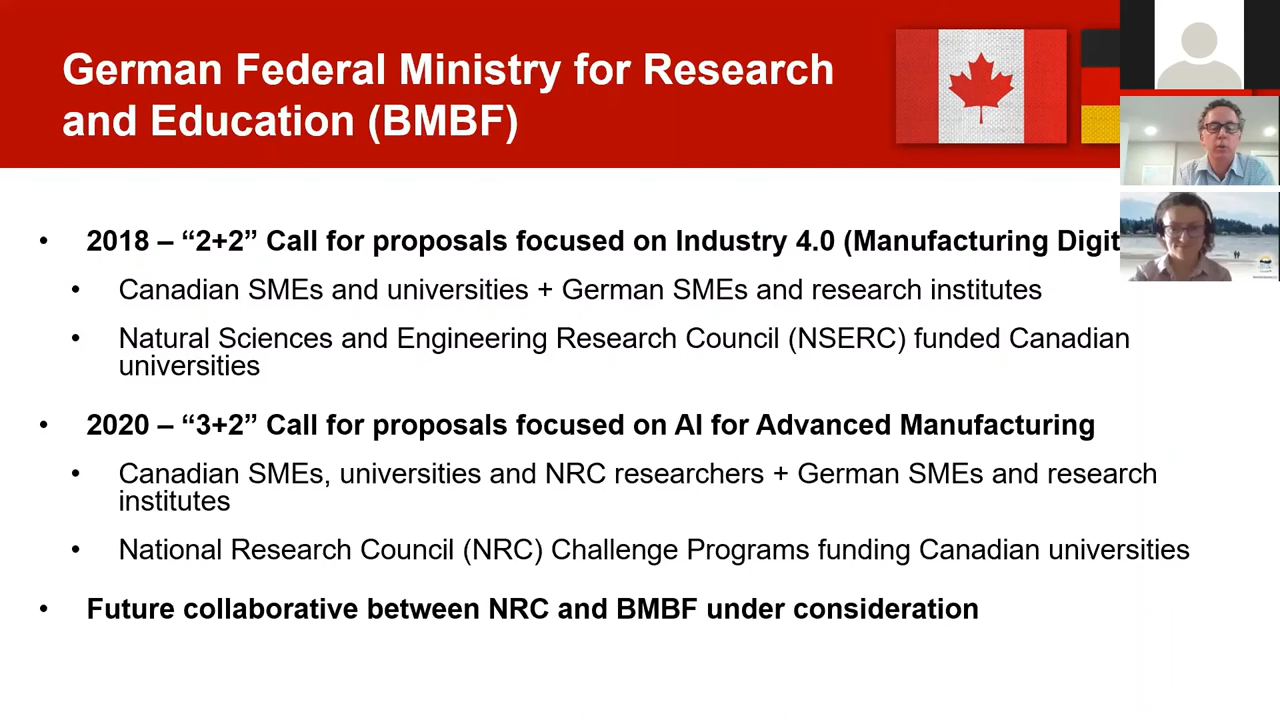 German Federal Ministry for Research
and Education (BMBF)
• 2018 – “2+2” Call for proposals focused on Industry 4.0 (Manufacturing
• Canadian SMEs and universities + German SMEs and research institutes
• Natural Sciences and Engineering Research Council (NSERC) funded Canadian
universities
• 2020 – “3+2” Call for proposals focused on AI for Advanced Manufacturing
• Canadian SMEs, universities and NRC researchers + German SMEs and research
institutes
• National Research Council (NRC) Challenge Programs funding Canadian universities
• Future collaborative between NRC and BMBF under consideration